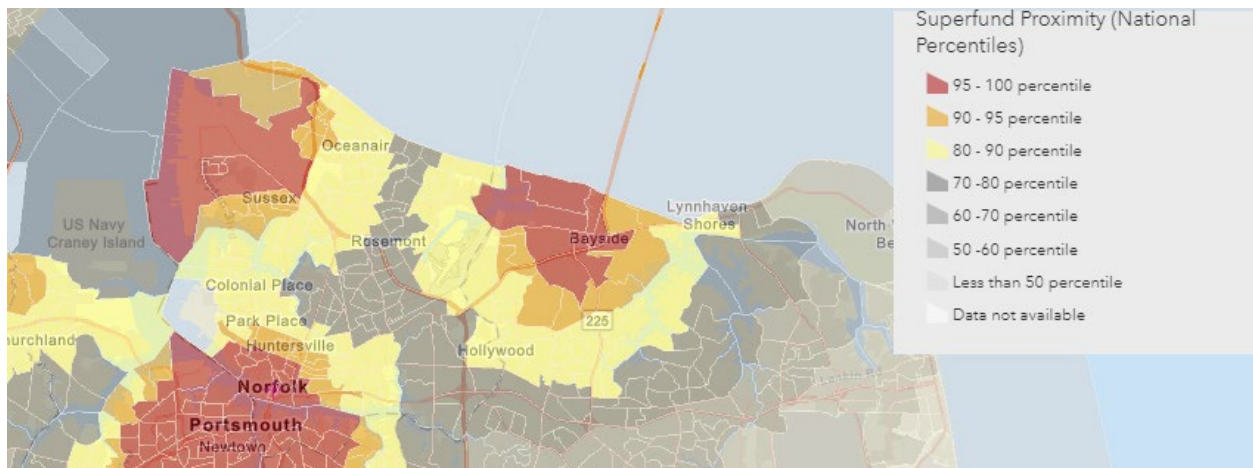 Superfund Proximity (National
Percentiles)
95 - 100 percentile
90 - 95 percentile
80 - 90 percentile
70 -80 percentile
60 -70 percentile
50 -60 percentile
Less than 50 percentile
Data not available
Oceanair
Sussex
US Navy
Craney Island
Rosemont
Bayside
Lynnhaven
Shores
North
Colonial Place
Park Place
225
Huntersville
Hollywood
urchland
Norfolk
Portsmouth
Newtown